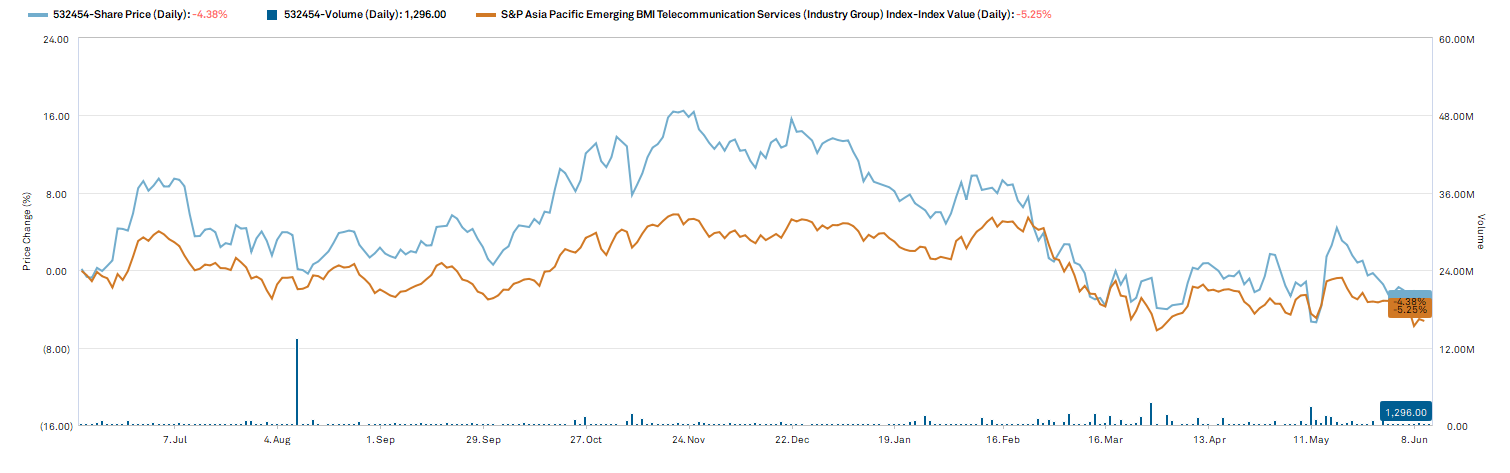 532454-Share Price (Daily): -4.38% 532454-Volume (Daily): 1,296.00 S&P Asia Pacific Emerging BMI Telecommunication Services (Industry Group) Index-Index Value (Daily): -5.25%
24.00 60.00M
16.00 48.00M
8.00 36.00M
Price Change (%)
Volume
0.00 24.00M
-4.38%
-5.25%
(8.00) 12.00M
1,296.00
(16.00) 0.00
7. Jul 4. Aug 1. Sep 29. Sep 27. Oct 24. Nov 22. Dec 19. Jan 16. Feb 16. Mar 13. Apr 11. May 8. Jun